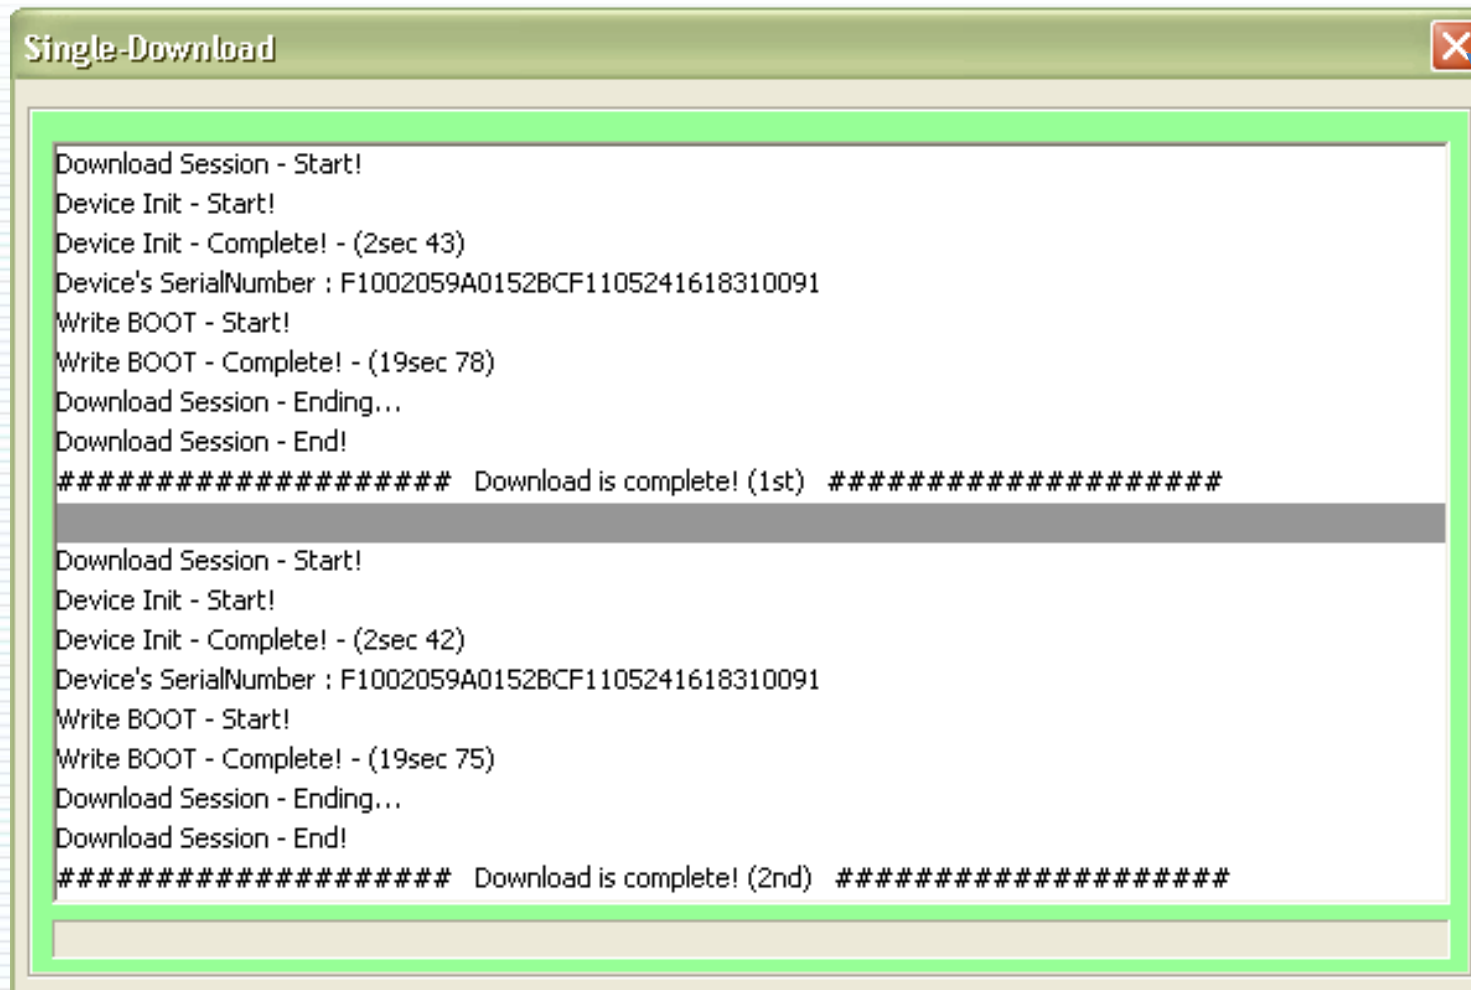 Single-Download
Download Session - Start!
Device Init - Start!
Device Init - Complete! - (2sec 43)
Device's SerialNumber : F1002059A0152BCF1105241618310091
Write BOOT - Start!
Write BOOT - Complete! - (19sec 78)
Download Session - Ending...
Download Session - End!
#################### Download is complete! (1st) ####################
Download Session - Start!
Device Init - Start!
Device Init - Complete! - (2sec 42)
Device's SerialNumber : F1002059A0152BCF1105241618310091
Write BOOT - Start!
Write BOOT - Complete! - (19sec 75)
Download Session - Ending...
Download Session - End!
#################### Download is complete! (2nd) ####################